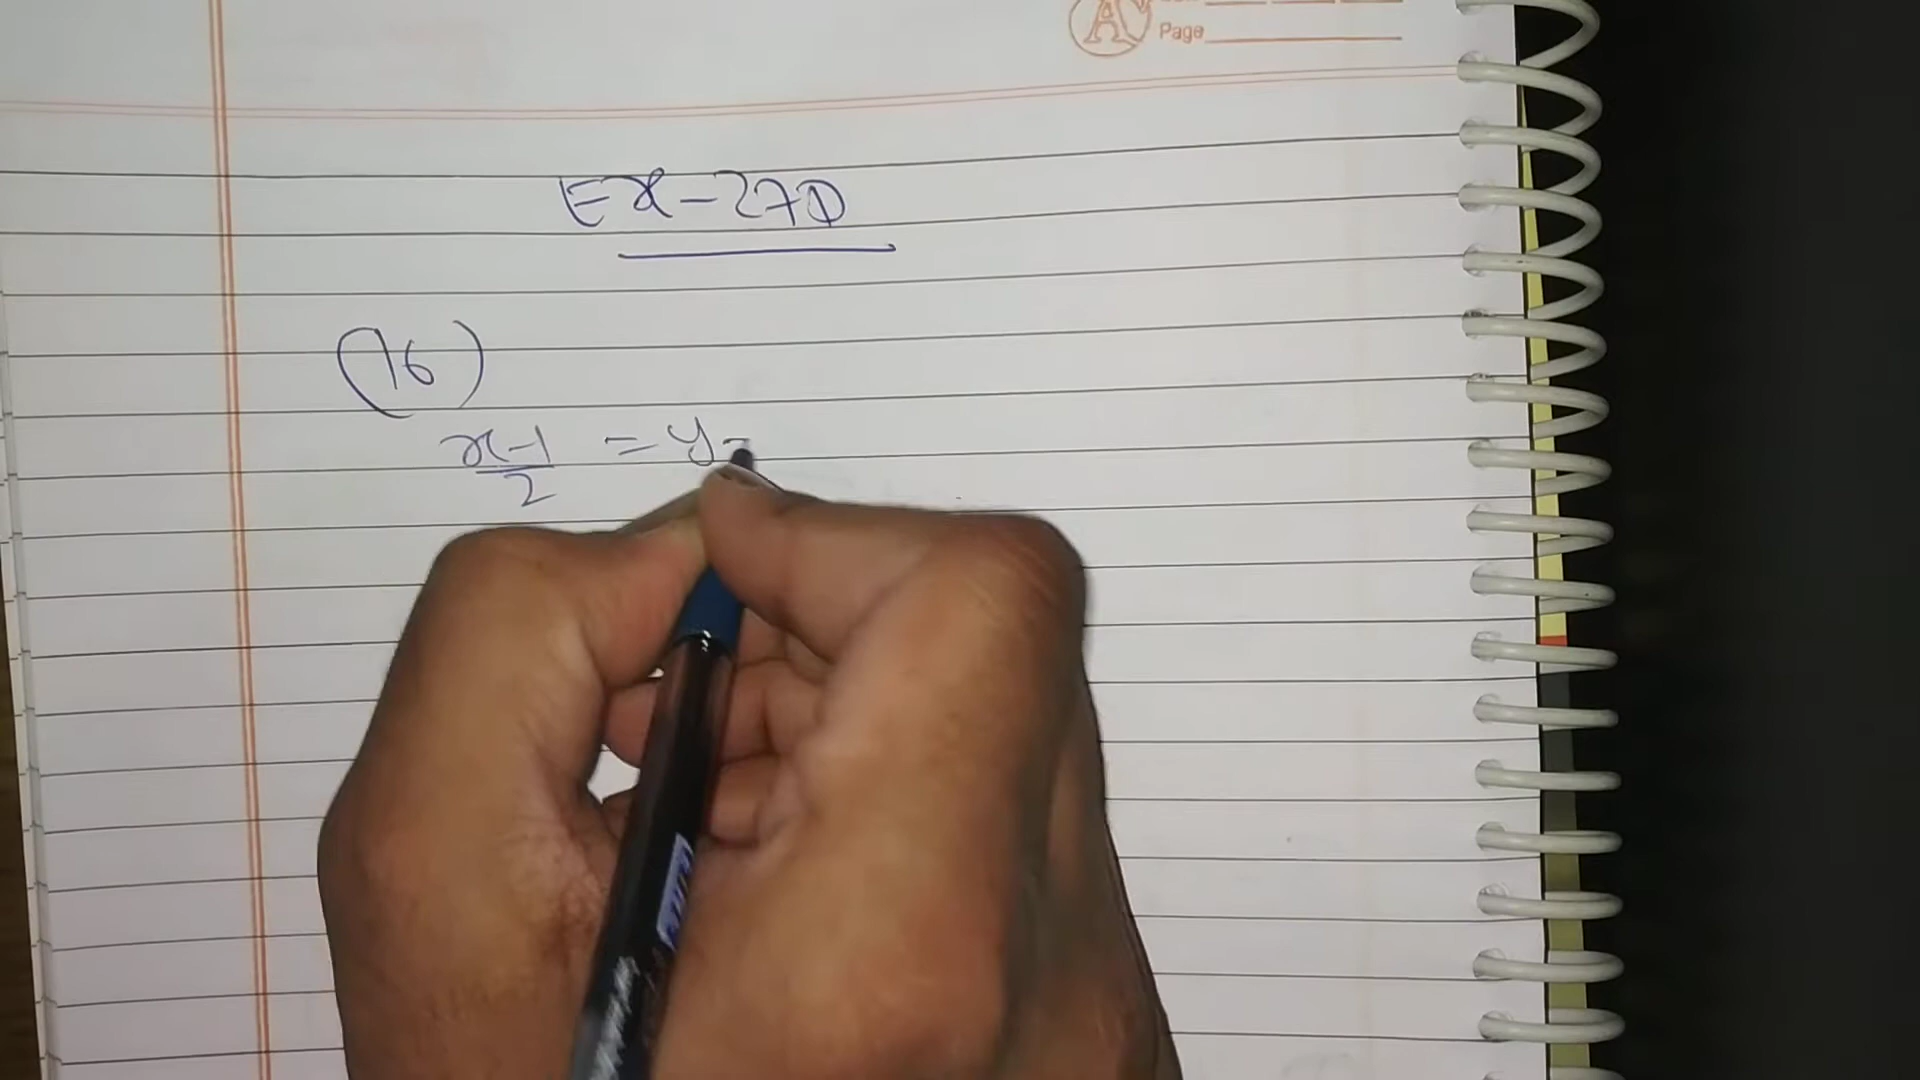 Page
Ex-27D
(16)
x-1 = y-
2